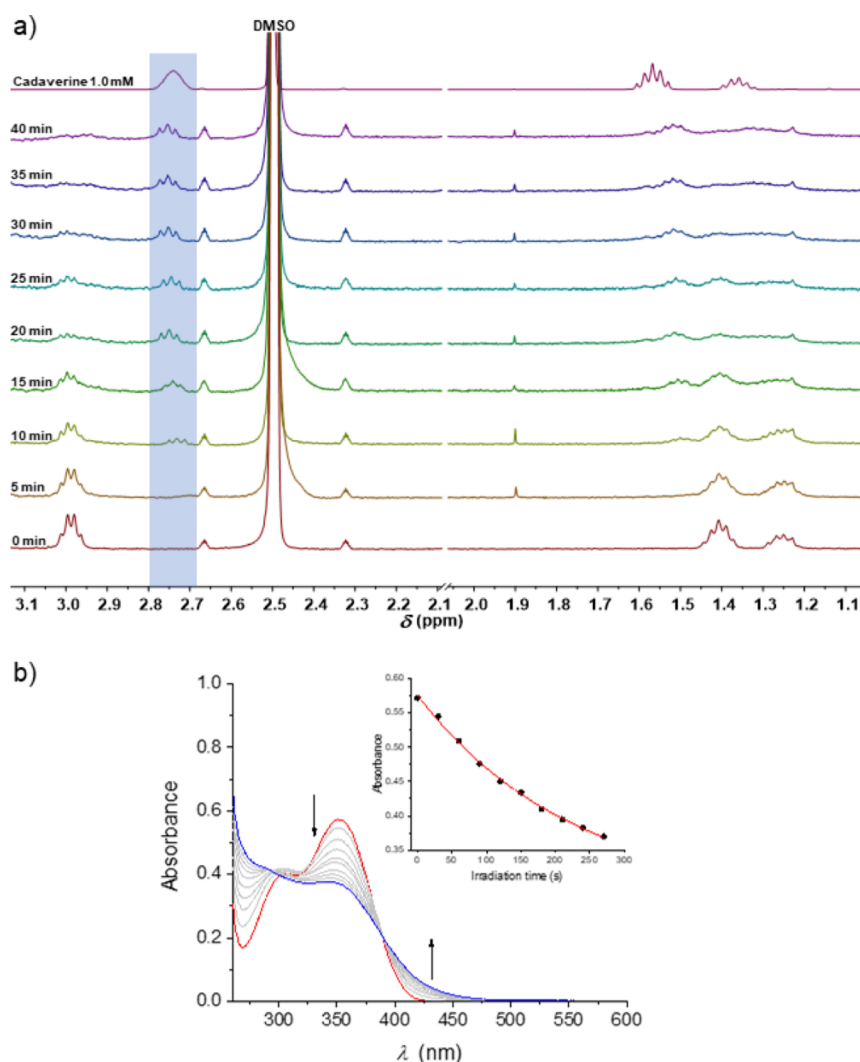 a)
DMSO
Cadaverine 1.0 mM
40 min
35 min
30 min
25 min
20 min
15 min
10 min
5 min
0 min
3.1 3.0 2.9 2.8 2.7 2.6 2.5 2.4 2.3 2.2 2.1 2.0 1.9 1.8 1.7 1.6 1.5 1.4 1.3 1.2 1.1
δ (ppm)
b)
1.0
0.8
0.6
0.4
0.2
0.0
Absorbance
250 300 350 400 450 500 550 600
λ (nm)
0.60
0.55
0.50
0.45
0.40
0.35
Absorbance
0 50 100 150 200 250 300
Irradiation time (s)